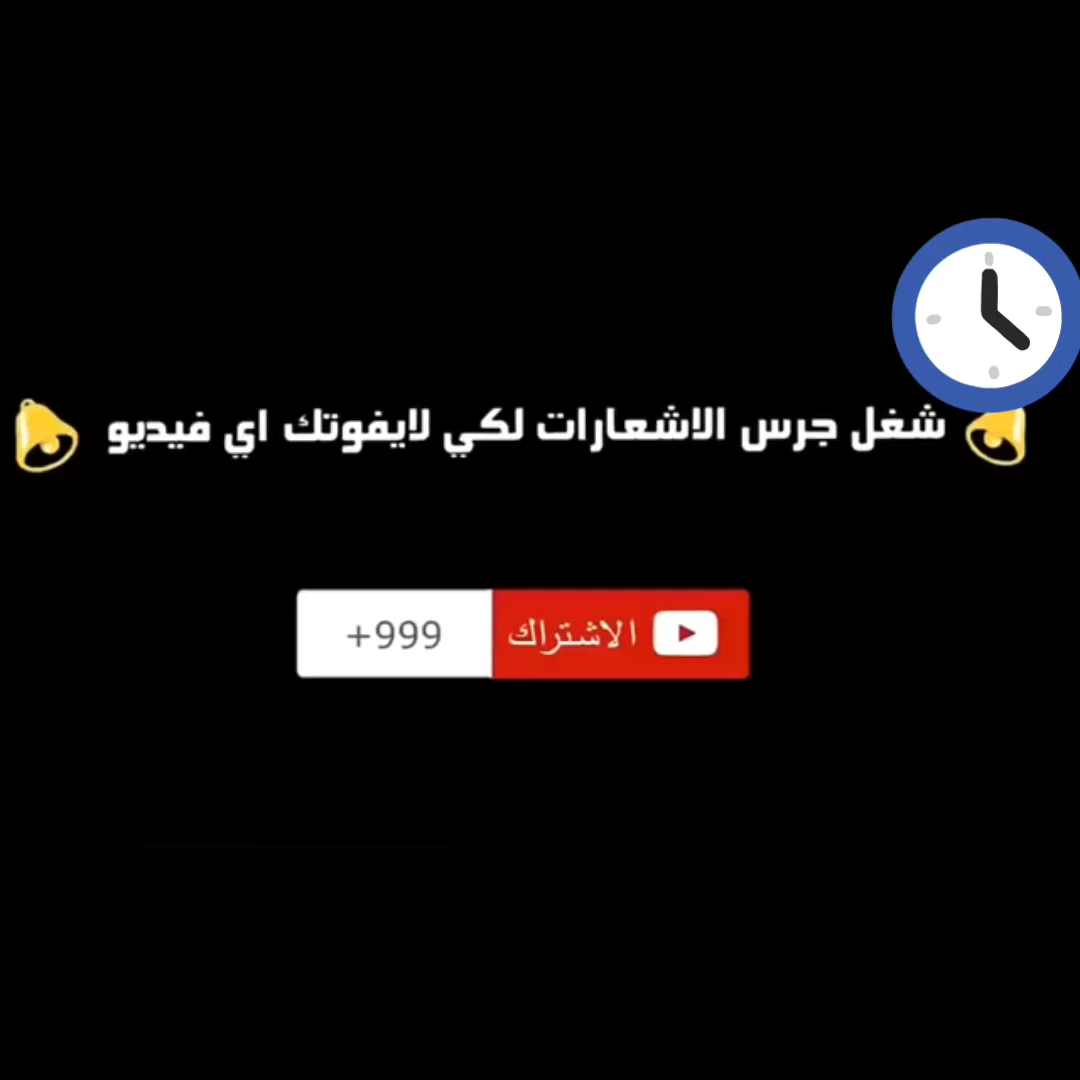 شغل جرس الاشعارات لكي لايفوتك اي فيديو
الاشتراك
+999